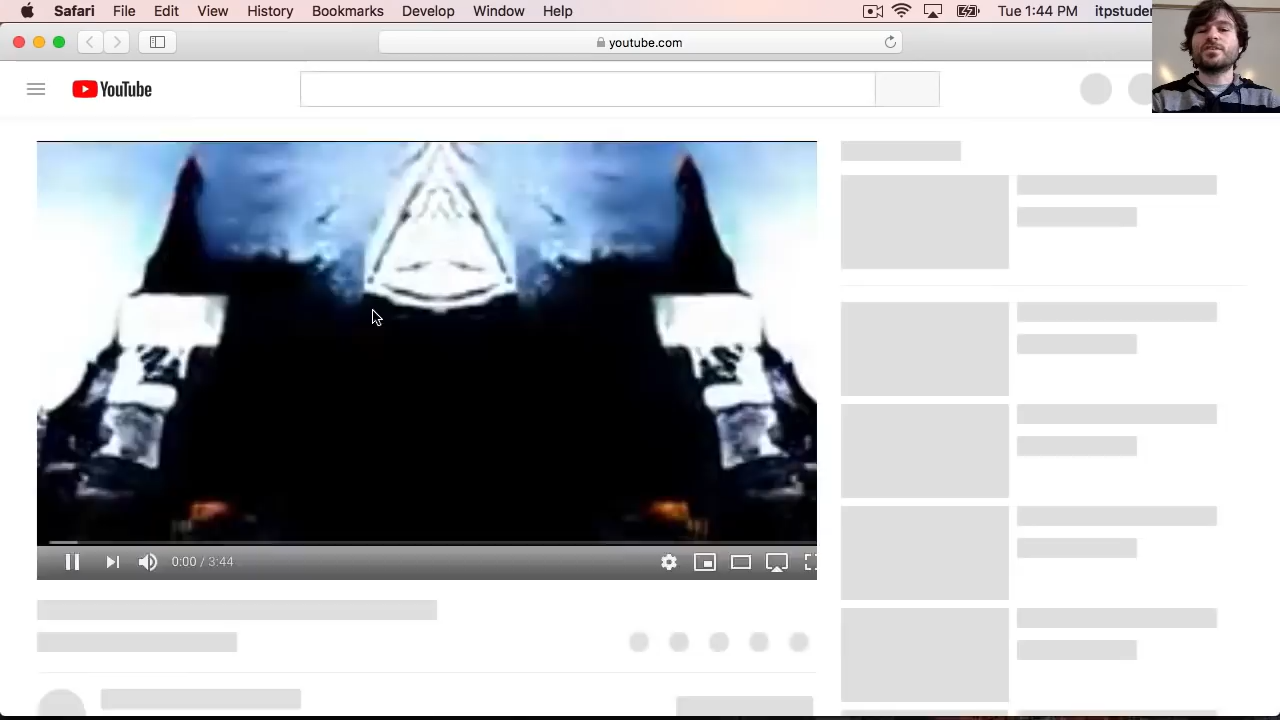 Safari File Edit View History Bookmarks Develop Window Help Tue 1:44 PM itpstuden
youtube.com
YouTube
0:00 / 3:44